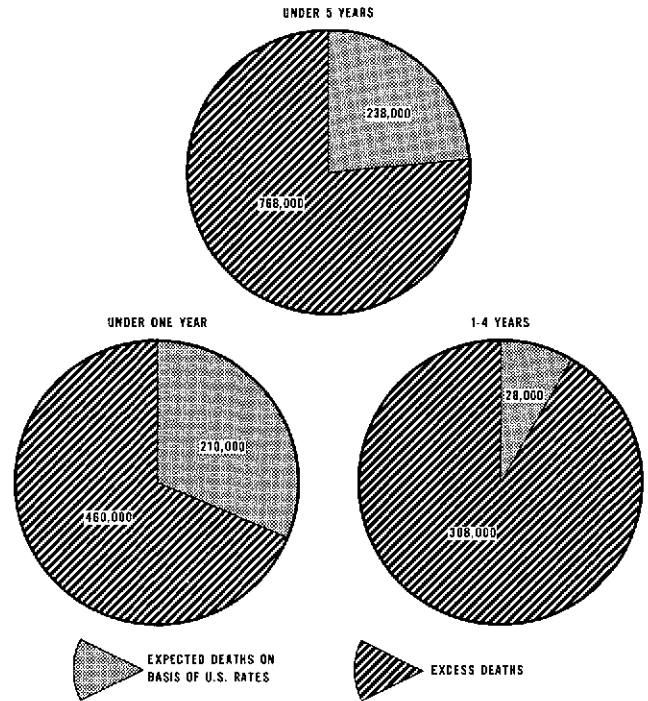 UNDER 5 YEARS
238,000
768,000
UNDER ONE YEAR
1-4 YEARS
28,000
210,000
460,000
308,000
EXPECTED DEATHS ON
BASIS OF U.S. RATES
EXCESS DEATHS